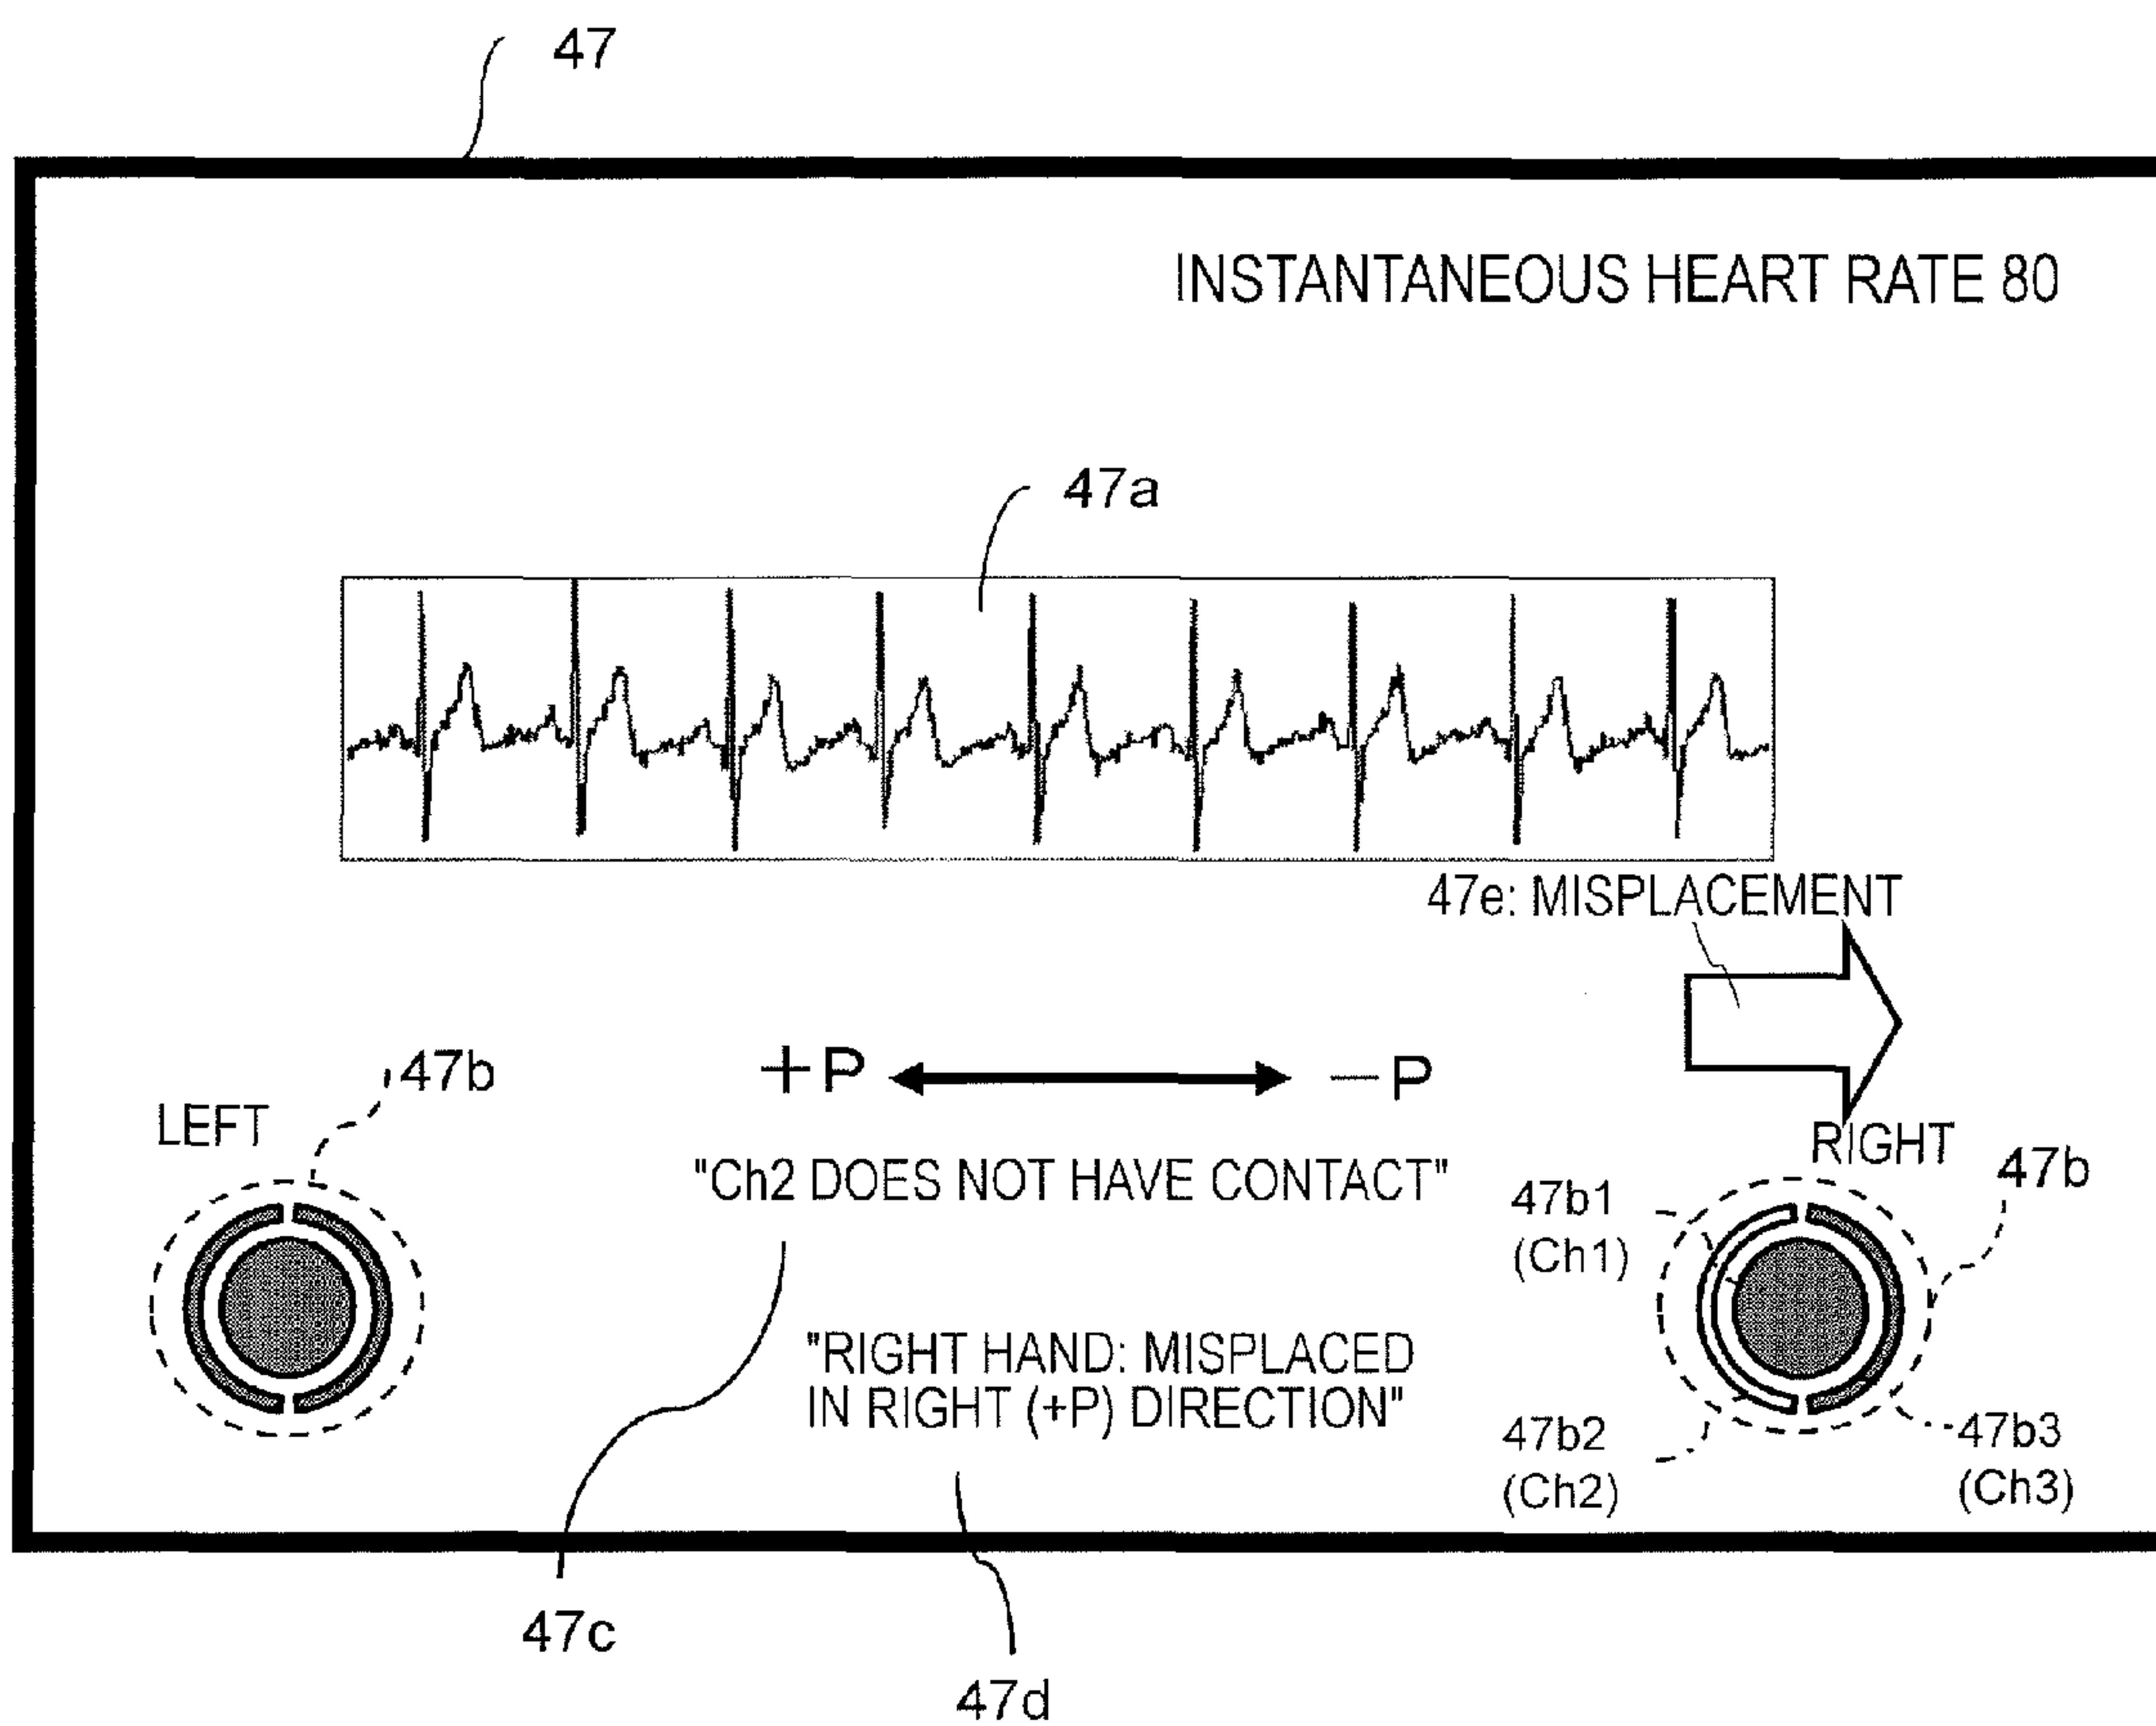 47
INSTANTANEOUS HEART RATE 80
47a
47e: MISPLACEMENT
+P
−P
47b
LEFT
RIGHT
47b
"Ch2 DOES NOT HAVE CONTACT"
47b1
(Ch1)
"RIGHT HAND: MISPLACED
IN RIGHT (+P) DIRECTION"
47b2
(Ch2)
47b3
(Ch3)
47c
47d